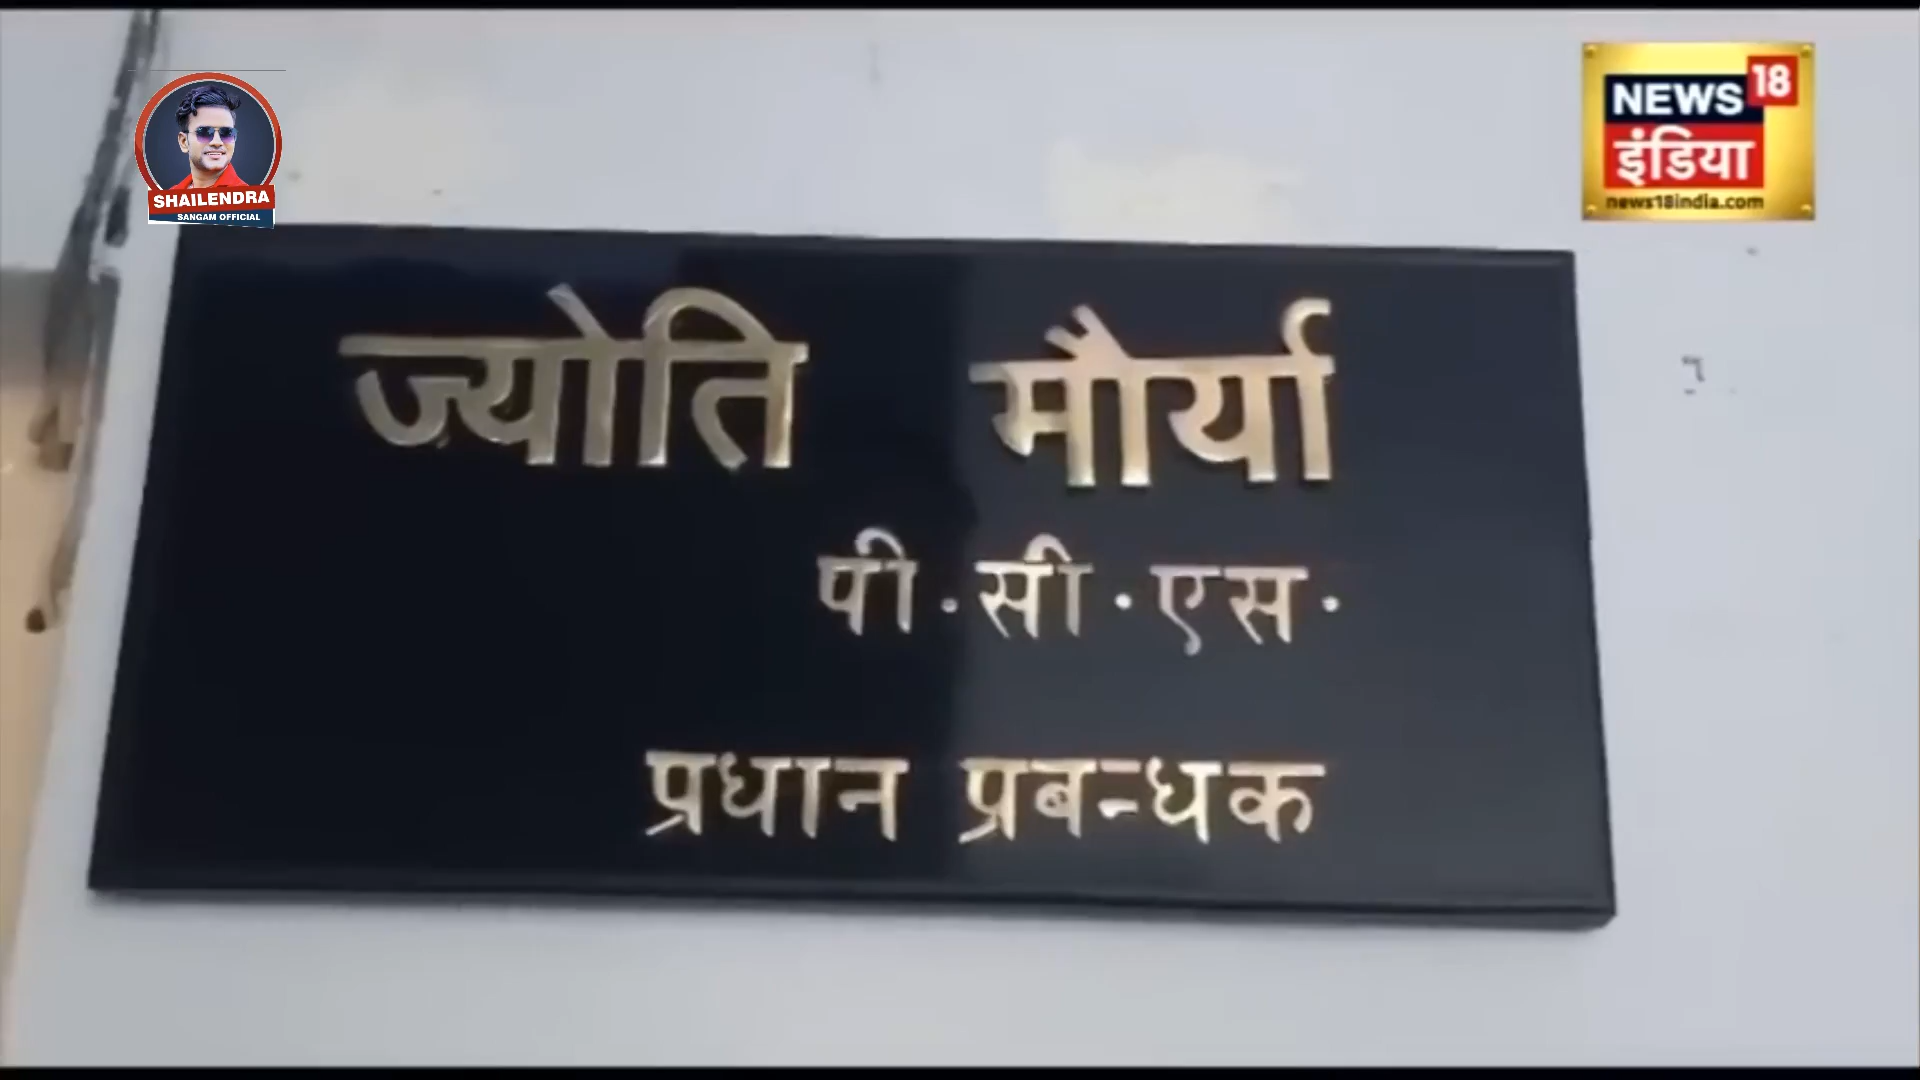 SHAILENDRA
SANGAM OFFICIAL
NEWS 18
इंडिया
news18india.com
ज्योति मौर्या
पी.सी.एस.
प्रधान प्रबन्धक